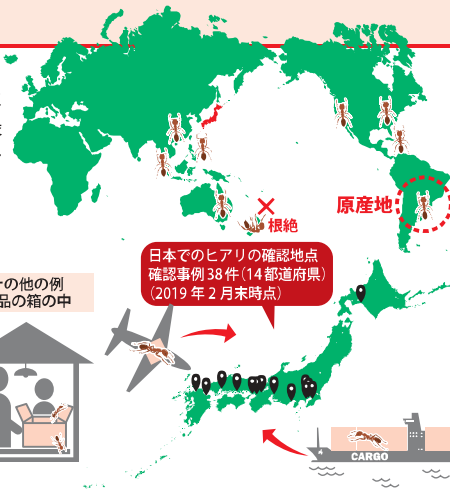 原産地
根絶
日本でのヒアリの確認地点
確認事例38件(14都道府県)
(2019年2月末時点)
の他の例
品の箱の中
CARGO